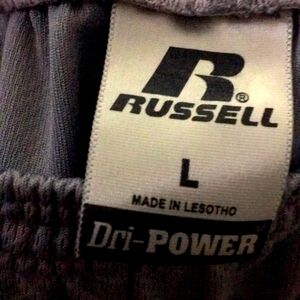 R®
RUSSELL
L
MADE IN LESOTHO
Dri-POWER